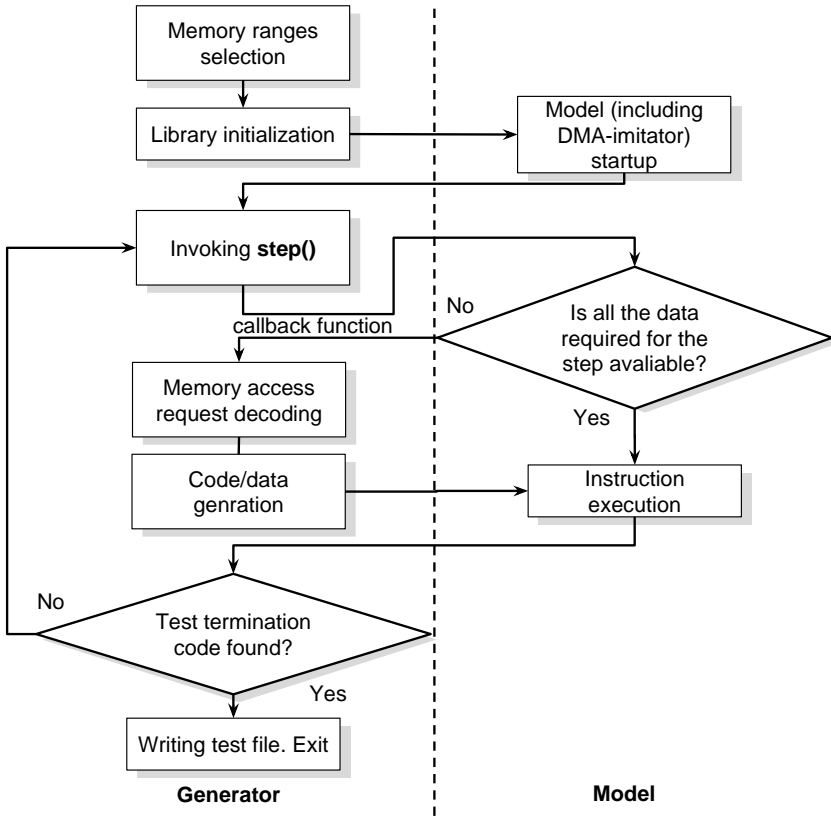 Memory ranges
selection
Library initialization
Model (including
DMA-imitator)
startup
Invoking step()
callback function
No
Is all the data
required for the
step avaliable?
Yes
Memory access
request decoding
Code/data
genration
Instruction
execution
No
Test termination
code found?
Yes
Writing test file. Exit
Generator
Model